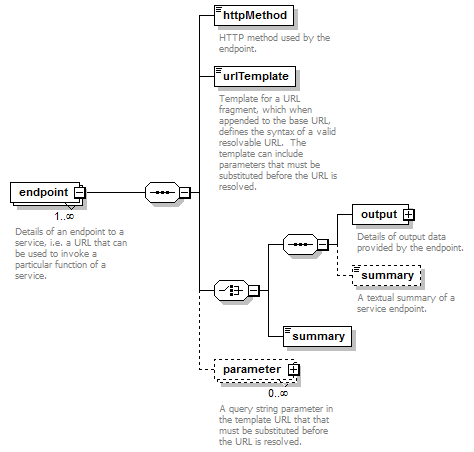 httpMethod
HTTP method used by the
endpoint.
urlTemplate
Template for a URL
fragment, which when
appended to the base URL,
defines the syntax of a valid
resolvable URL. The
template can include
parameters that must be
substituted before the URL is
resolved.
endpoint
1..∞
Details of an endpoint to a
service, i.e. a URL that can
be used to invoke a
particular function of a
service.
output
Details of output data
provided by the endpoint.
summary
A textual summary of a
service endpoint.
summary
parameter
0..∞
A query string parameter in
the template URL that that
must be substituted before
the URL is resolved.